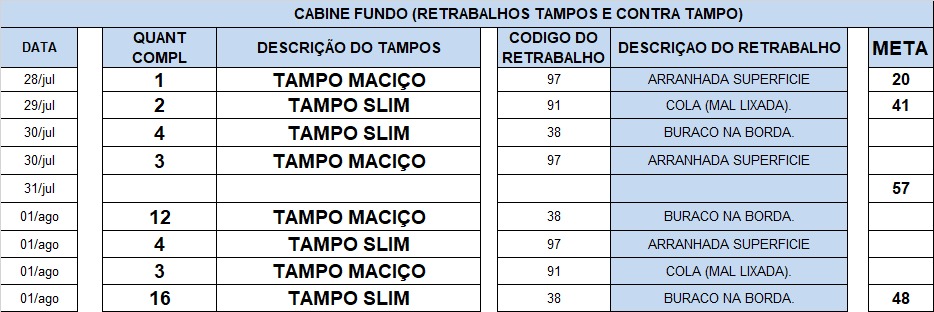 CABINE FUNDO (RETRABALHOS TAMPOS E CONTRA TAMPO)
DATA QUANT COMPL DESCRIÇÃO DO TAMPOS CODIGO DO RETRABALHO DESCRIÇAO DO RETRABALHO META
28/jul 1 TAMPO MACIÇO 97 ARRANHADA SUPERFICIE 20
29/jul 2 TAMPO SLIM 91 COLA (MAL LIXADA). 41
30/jul 4 TAMPO SLIM 38 BURACO NA BORDA.
30/jul 3 TAMPO MACIÇO 97 ARRANHADA SUPERFICIE
31/jul 57
01/ago 12 TAMPO MACIÇO 38 BURACO NA BORDA.
01/ago 4 TAMPO SLIM 97 ARRANHADA SUPERFICIE
01/ago 3 TAMPO MACIÇO 91 COLA (MAL LIXADA).
01/ago 16 TAMPO SLIM 38 BURACO NA BORDA. 48